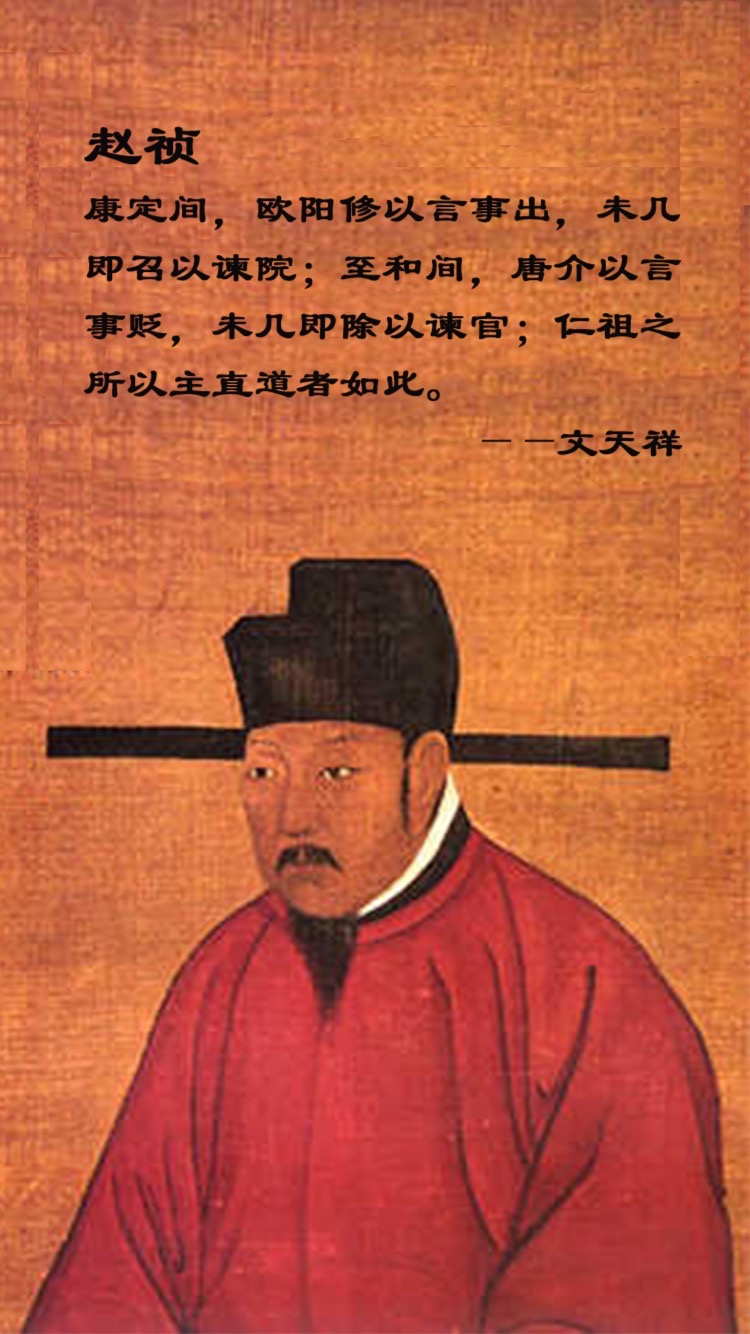 赵祯
康定间，欧阳修以言事出，未几
即召以谏院；至和间，唐介以言
事贬，未几即除以谏官；仁祖之
所以主直道者如此。
——文天祥